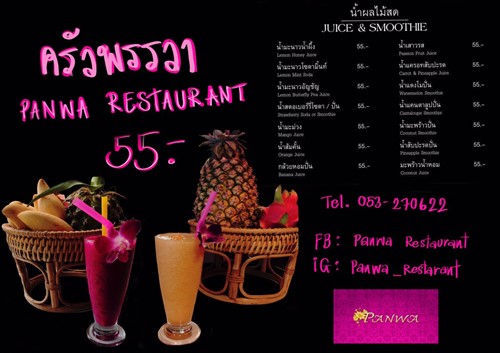 ครัวพรรวา
PANWA RESTAURANT
55.-
น้ำผลไม้สด
JUICE & SMOOTHIE
น้ำมะนาวน้ำผึ้ง 55.-
Lemon Honey Juice
น้ำมะนาวโซดามิ้นท์ 55.-
Lemon Mint Soda
น้ำมะนาวอัญชัญ 55.-
Lemon Butterfly Pea Juice
น้ำสตอเบอร์รี่โซดา / ปั่น 55.-
Strawberry Soda or Smoothie
น้ำมะม่วง 55.-
Mango Juice
น้ำส้มคั้น 55.-
Orange Juice
กล้วยหอมปั่น 55.-
Banana Juice
น้ำเสาวรส 55.-
Passion Fruit Juice
น้ำแครอทสับปะรด 55.-
Carrot & Pineapple Juice
น้ำแตงโมปั่น 55.-
Watermelon Smoothie
น้ำแคนตาลูปปั่น 55.-
Cantaloupe Smoothie
น้ำมะพร้าวปั่น 55.-
Coconut Smoothie
น้ำสับปะรดปั่น 55.-
Pineapple Smoothie
มะพร้าวน้ำหอม 55.-
Coconut Juice
Tel. 053-270622
FB: Panwa Restaurant
IG: Panwa_Restarant
PANWA